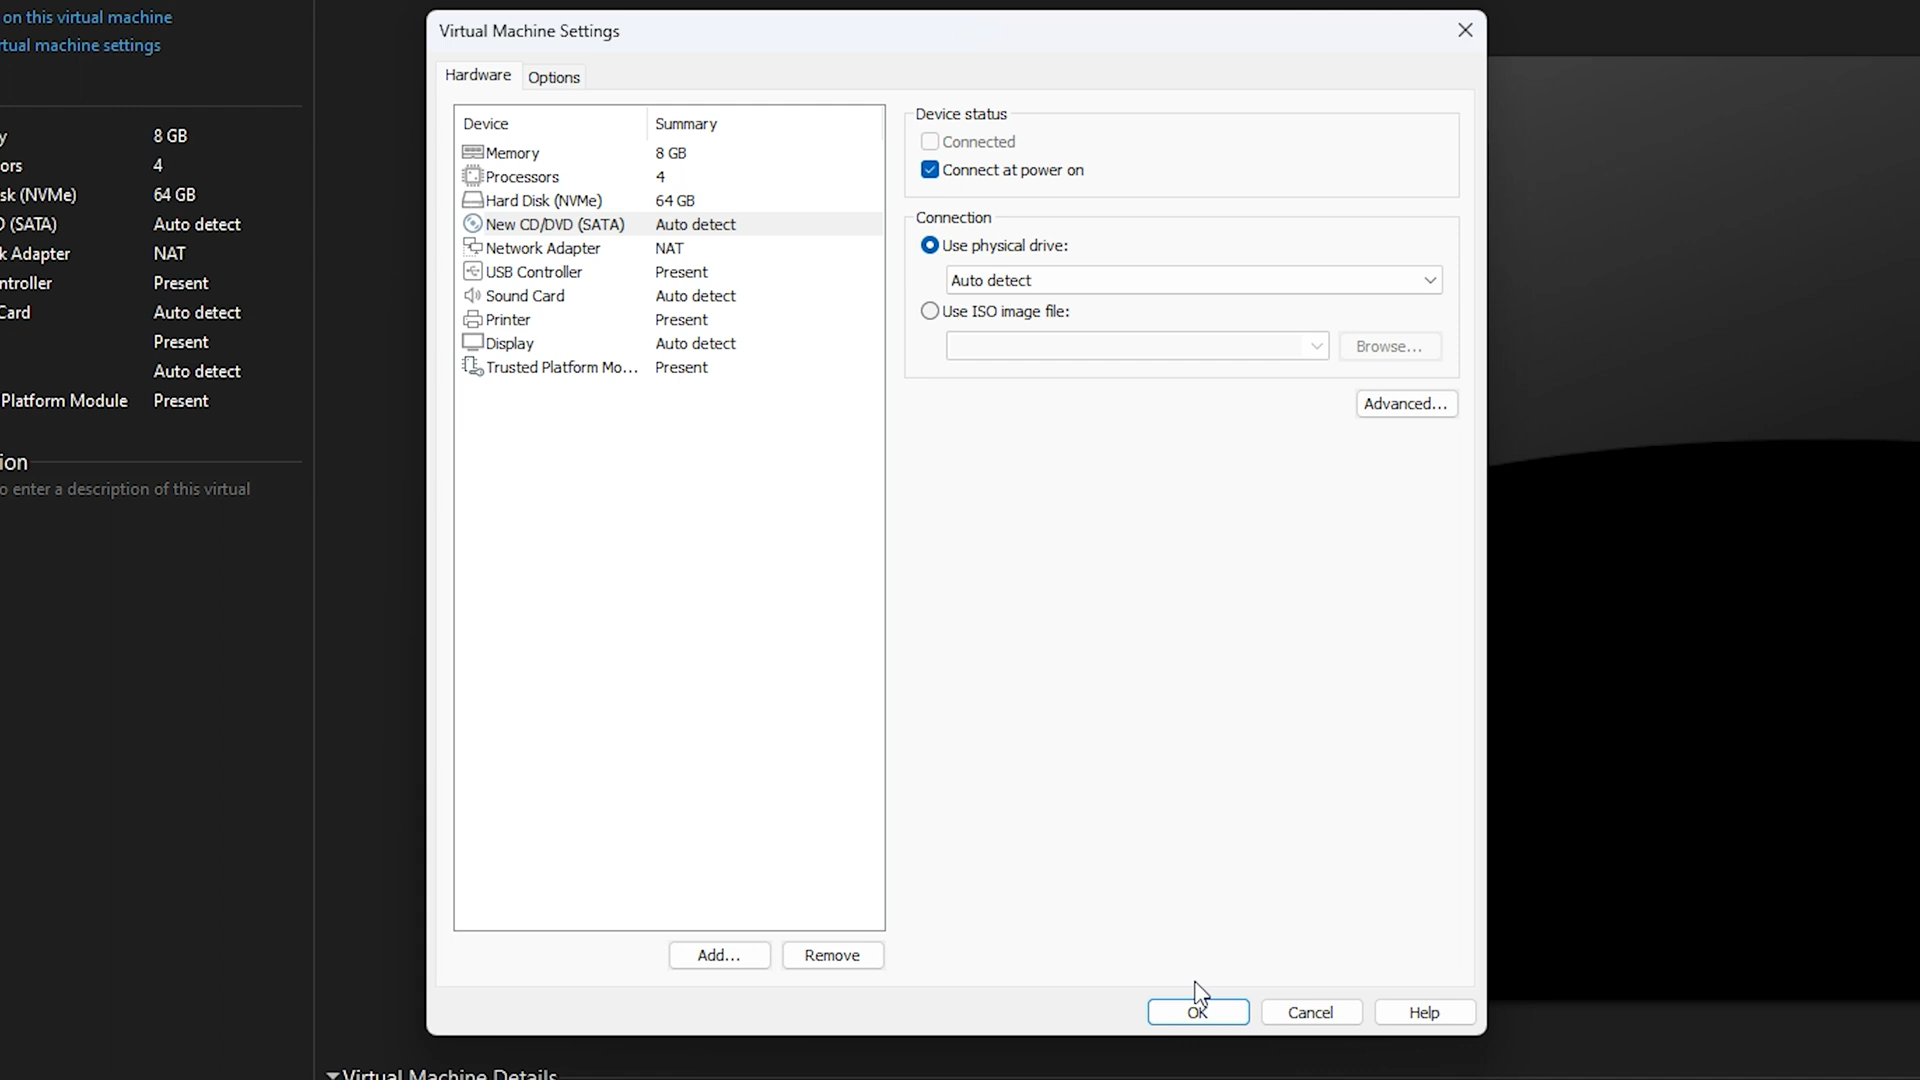 on this virtual machine
rtual machine settings
y 8 GB
ors 4
sk (NVMe) 64 GB
D (SATA) Auto detect
k Adapter NAT
ntroller Present
Card Auto detect
Present
Auto detect
Platform Module Present
ion
o enter a description of this virtual
Virtual Machine Settings
Hardware Options
Device Summary
Memory 8 GB
Processors 4
Hard Disk (NVMe) 64 GB
New CD/DVD (SATA) Auto detect
Network Adapter NAT
USB Controller Present
Sound Card Auto detect
Printer Present
Display Auto detect
Trusted Platform Mo... Present
Add... Remove
Device status
Connected
Connect at power on
Connection
Use physical drive:
Auto detect
Use ISO image file:
Browse...
Advanced...
OK Cancel Help
Virtual Machine Details